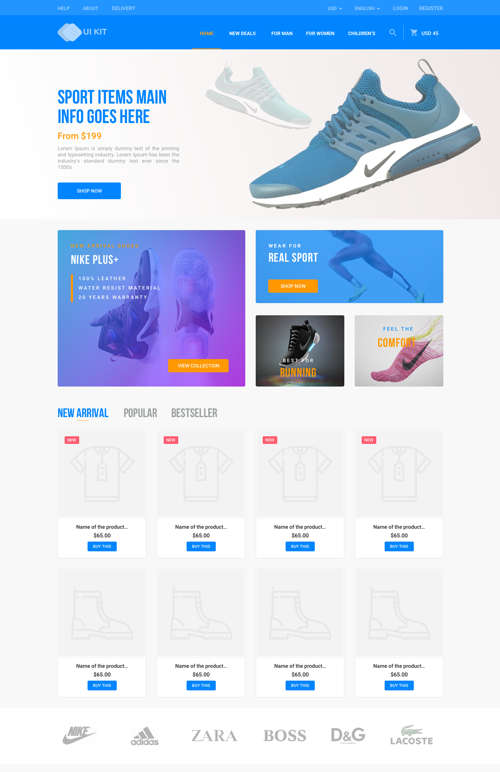 HELP ABOUT DELIVERY USD ENGLISH LOGIN REGISTER
UI KIT HOME NEW DEALS FOR MAN FOR WOMEN CHILDREN'S USD 45
SPORT ITEMS MAIN
INFO GOES HERE
From $199
Lorem Ipsum is simply dummy text of the printing
and typesetting industry. Lorem Ipsum has been the
industry's standard dummy text ever since the
1500s
SHOP NOW
NEW ARRIVAL SHOES
NIKE PLUS+
100% LEATHER
WATER RESIST MATERIAL
20 YEARS WARRANTY
VIEW COLLECTION
WEAR FOR
REAL SPORT
SHOP NOW
BEST FOR
RUNNING
FEEL THE
COMFORT
NEW ARRIVAL POPULAR BESTSELLER
NEW NEW NEW NEW
Name of the product... Name of the product... Name of the product... Name of the product...
$65.00 $65.00 $65.00 $65.00
BUY THIS BUY THIS BUY THIS BUY THIS
Name of the product... Name of the product... Name of the product... Name of the product...
$65.00 $65.00 $65.00 $65.00
BUY THIS BUY THIS BUY THIS BUY THIS
NIKE adidas ZARA BOSS D&G LACOSTE